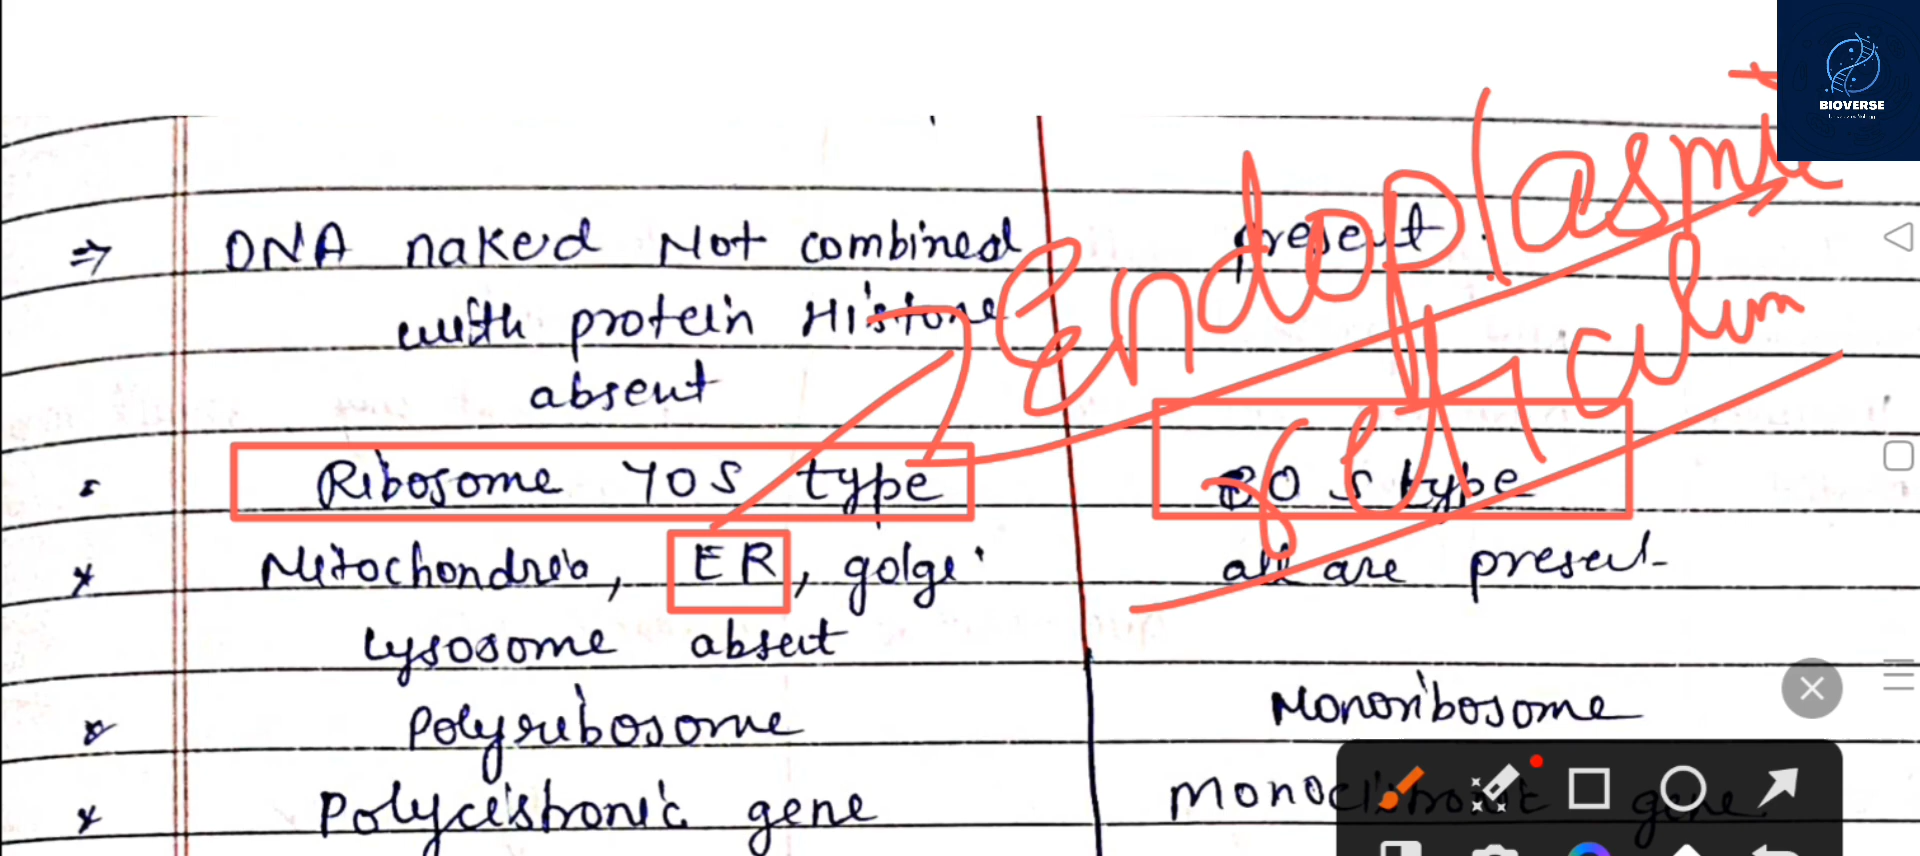 BIOVERSE
Endoplasmic
reticulum
⇒ DNA naked Not combined present.
with protein Histone
absent
Ribosome 70S type 80 S type
* Mitochondria, ER, golgi all are present
Lysosome absent
Polyribosome Monoribosome
* Polycistronic gene Monocistronic gene